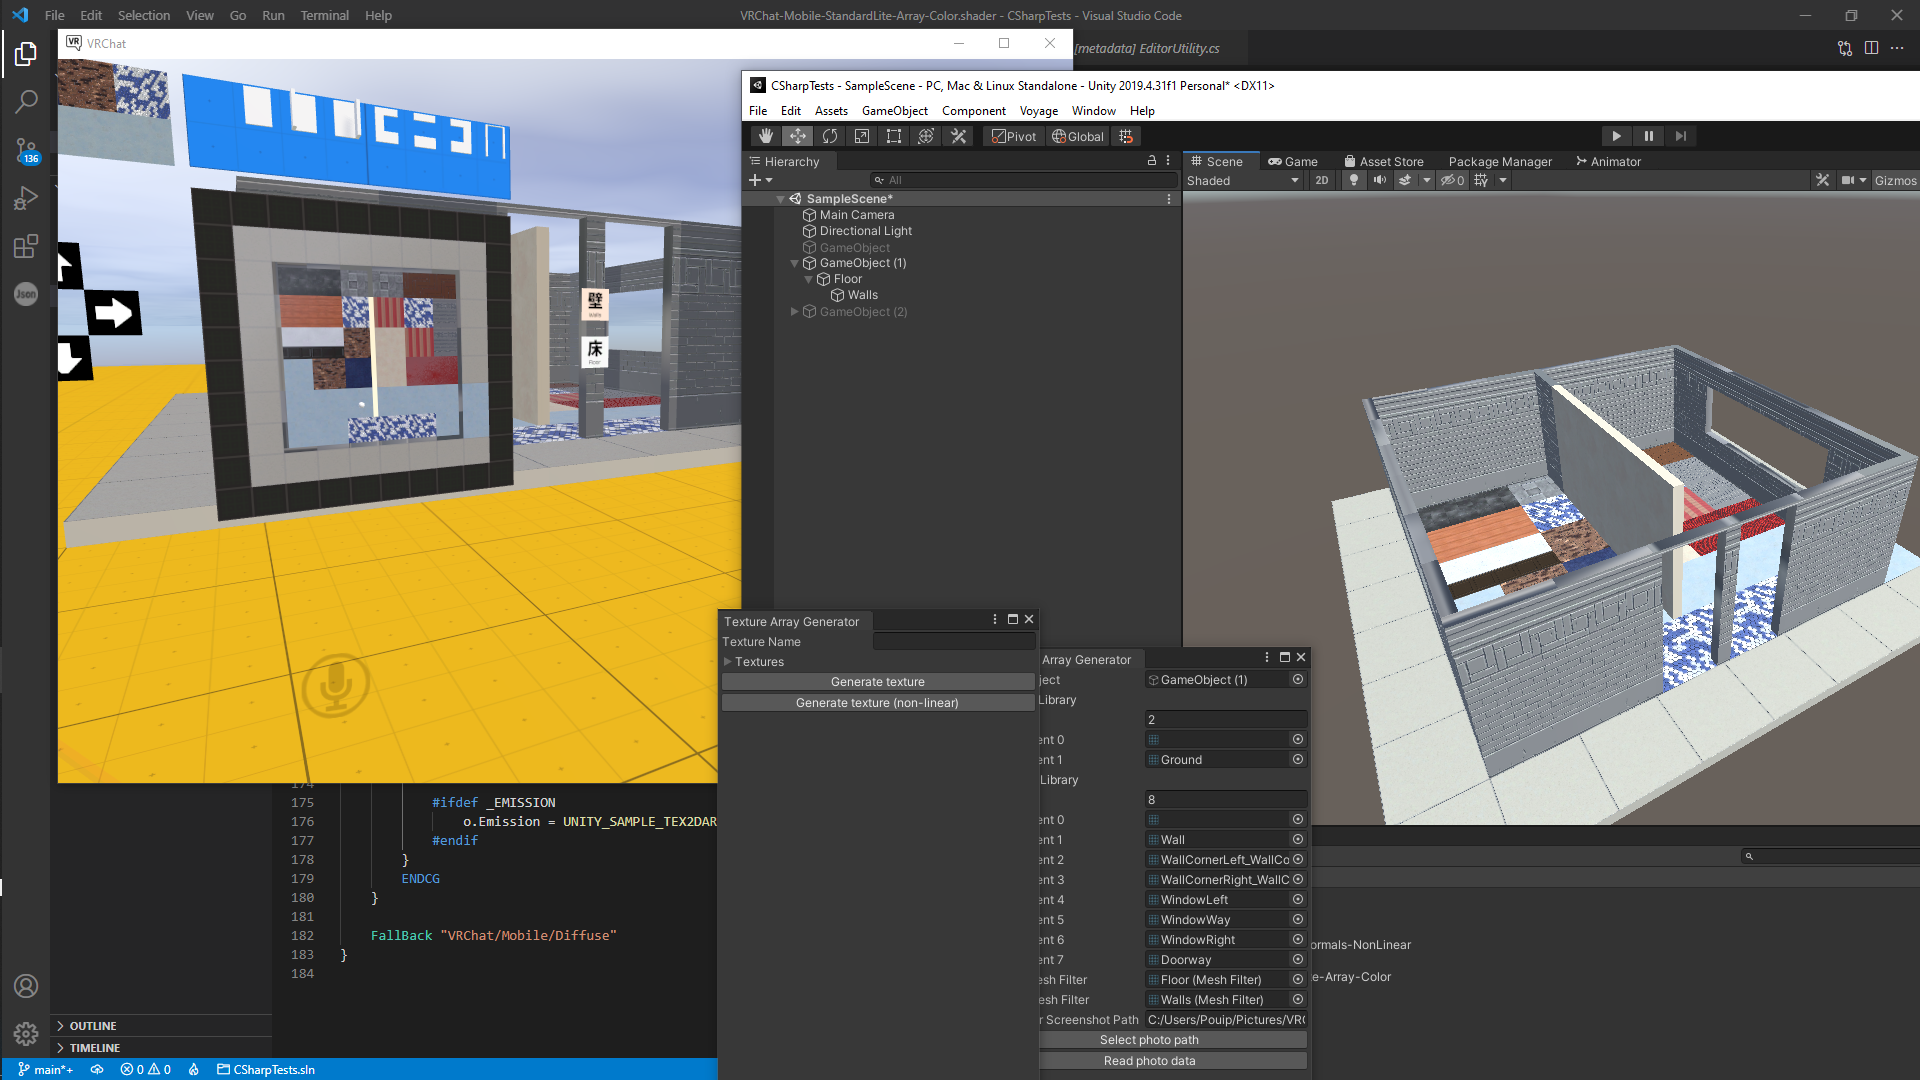 File Edit Selection View Go Run Terminal Help
VRChat-Mobile-StandardLite-Array-Color.shader - CSharpTests - Visual Studio Code
VRChat
[metadata] EditorUtility.cs
136
Json
壁
Walls
床
Floor
CSharpTests - SampleScene - PC, Mac & Linux Standalone - Unity 2019.4.31f1 Personal* <DX11>
File Edit Assets GameObject Component Voyage Window Help
Pivot Global
Hierarchy
All
SampleScene*
Main Camera
Directional Light
GameObject
GameObject (1)
Floor
Walls
GameObject (2)
Scene Game Asset Store Package Manager Animator
Shaded 2D 0 Gizmos
Texture Array Generator
Texture Name
Textures
Generate texture
Generate texture (non-linear)
Array Generator
ject GameObject (1)
Library
2
ent 0
ent 1 Ground
Library
8
ent 0
ent 1 Wall
ent 2 WallCornerLeft_WallCo
ent 3 WallCornerRight_WallC
ent 4 WindowLeft
ent 5 WindowWay
ent 6 WindowRight
ent 7 Doorway
esh Filter Floor (Mesh Filter)
esh Filter Walls (Mesh Filter)
r Screenshot Path C:/Users/Pouip/Pictures/VR
Select photo path
Read photo data
ormals-NonLinear
e-Array-Color
174
175 #ifdef _EMISSION
176 o.Emission = UNITY_SAMPLE_TEX2DAR
177 #endif
178 }
179 ENDCG
180 }
181
182 FallBack "VRChat/Mobile/Diffuse"
183 }
184
OUTLINE
TIMELINE
main*+ 0 0 CSharpTests.sln